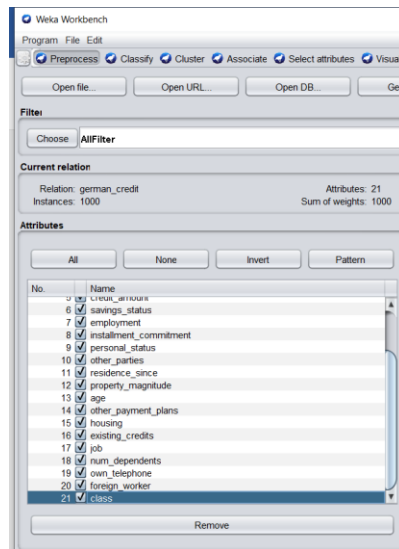 Weka Workbench
Program File Edit
Preprocess Classify Cluster Associate Select attributes Visua
Open file... Open URL... Open DB... Ge
Filter
Choose AllFilter
Current relation
Relation: german_credit Attributes: 21
Instances: 1000 Sum of weights: 1000
Attributes
All None Invert Pattern
No. Name
5 credit_amount
6 savings_status
7 employment
8 installment_commitment
9 personal_status
10 other_parties
11 residence_since
12 property_magnitude
13 age
14 other_payment_plans
15 housing
16 existing_credits
17 job
18 num_dependents
19 own_telephone
20 foreign_worker
21 class
Remove